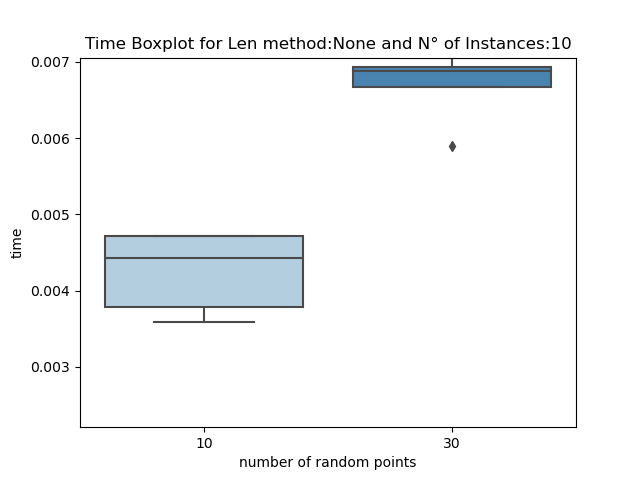 Time Boxplot for Len method:None and N° of Instances:10
0.007
0.006
0.005
0.004
0.003
time
10 30
number of random points